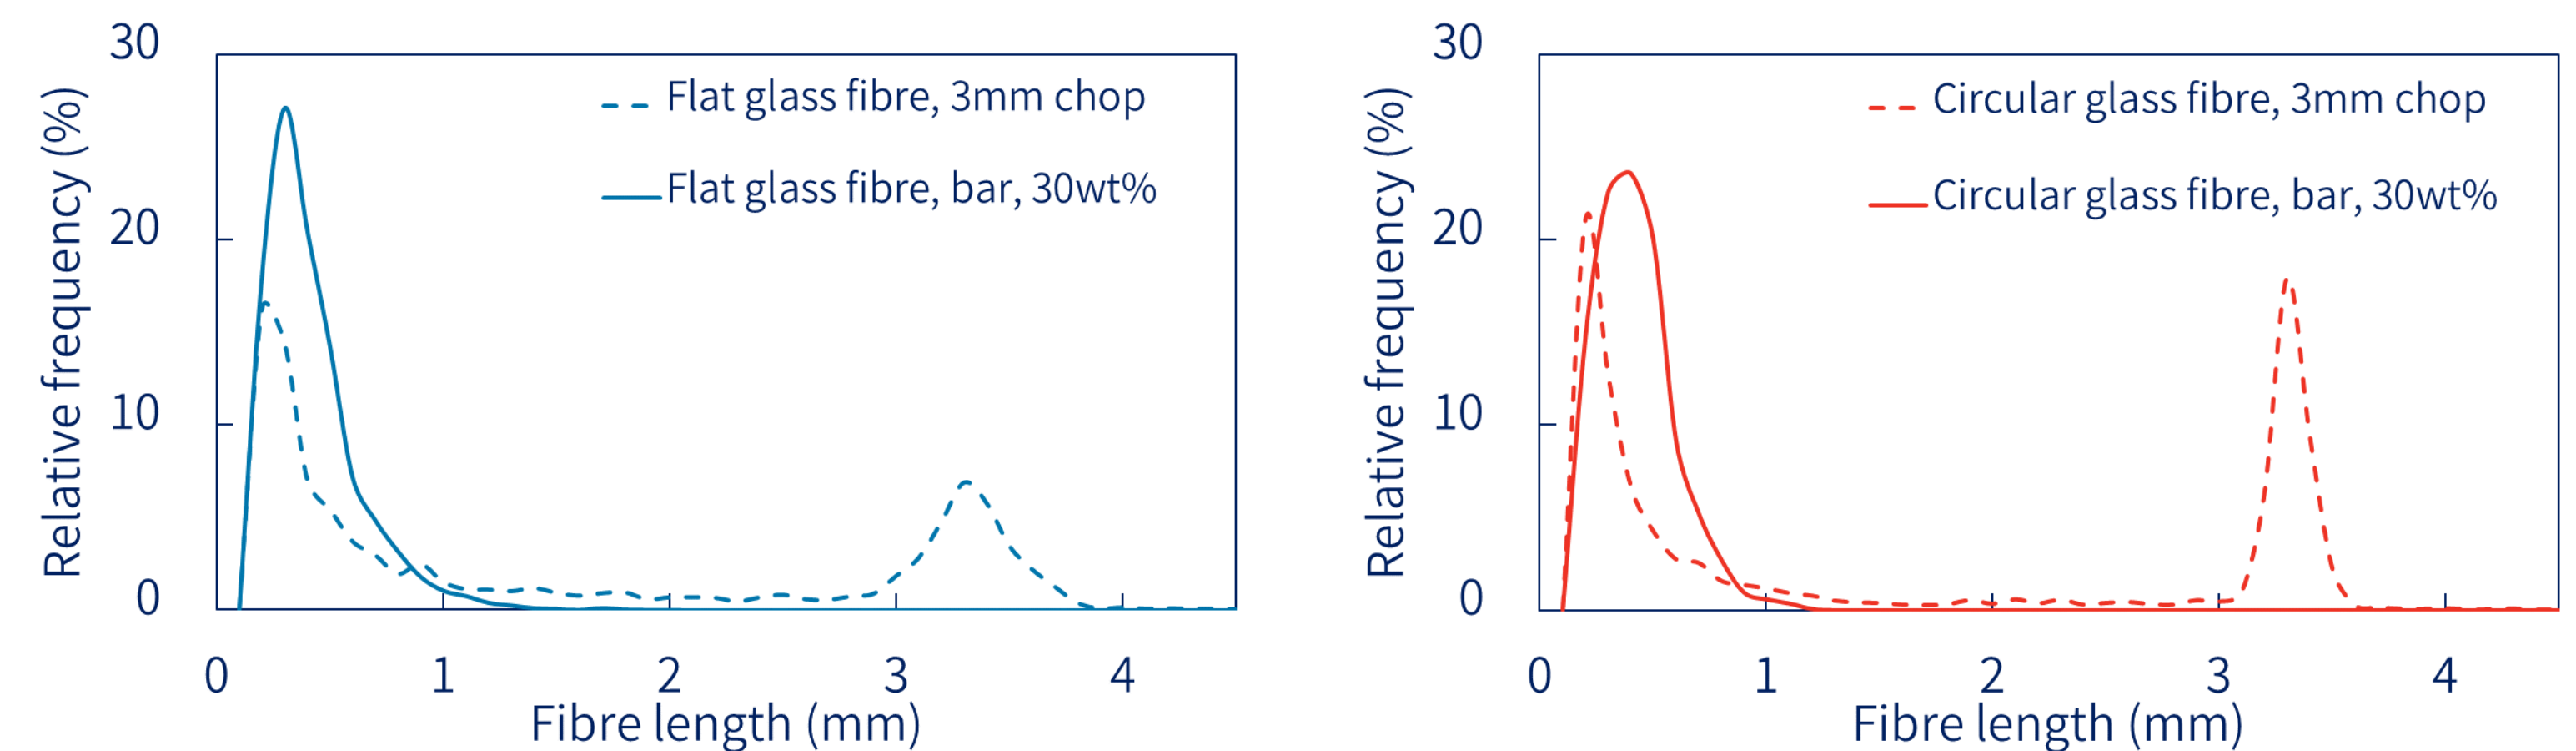 Relative frequency (%)
30
20
10
0
Flat glass fibre, 3mm chop
Flat glass fibre, bar, 30wt%
0 1 2 3 4
Fibre length (mm)
Relative frequency (%)
30
20
10
0
Circular glass fibre, 3mm chop
Circular glass fibre, bar, 30wt%
0 1 2 3 4
Fibre length (mm)